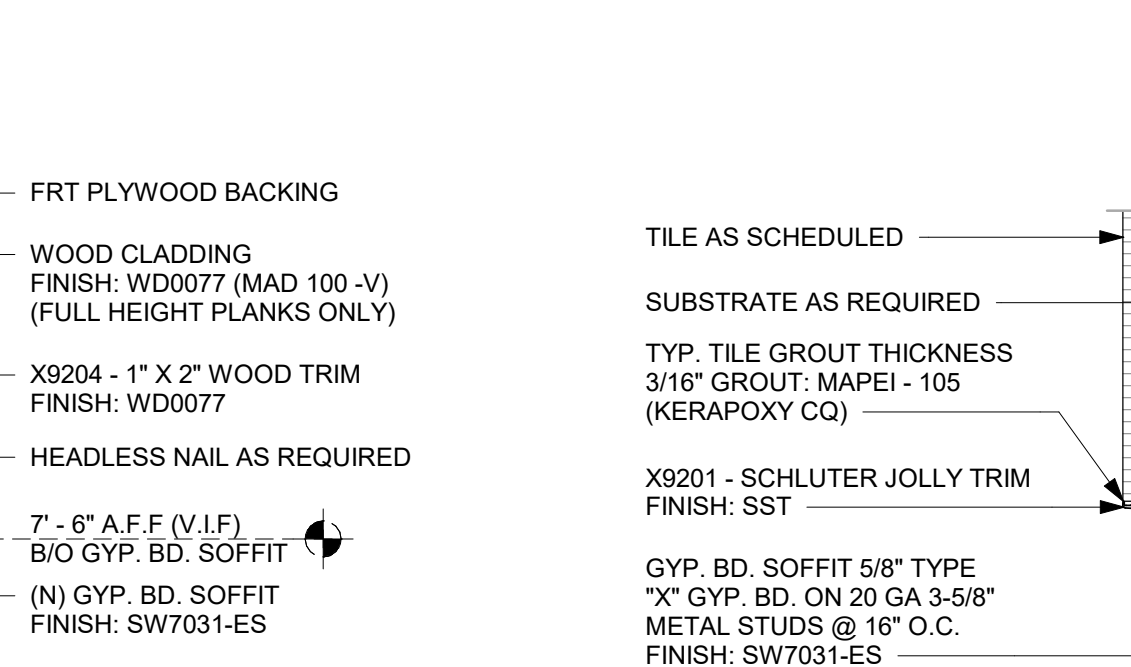 FRT PLYWOOD BACKING
WOOD CLADDING
FINISH: WD0077 (MAD 100 -V)
(FULL HEIGHT PLANKS ONLY)
X9204 - 1" X 2" WOOD TRIM
FINISH: WD0077
HEADLESS NAIL AS REQUIRED
7' - 6" A.F.F (V.I.F)
B/O GYP. BD. SOFFIT
(N) GYP. BD. SOFFIT
FINISH: SW7031-ES
TILE AS SCHEDULED
SUBSTRATE AS REQUIRED
TYP. TILE GROUT THICKNESS
3/16" GROUT: MAPEI - 105
(KERAPOXY CQ)
X9201 - SCHLUTER JOLLY TRIM
FINISH: SST
GYP. BD. SOFFIT 5/8" TYPE
"X" GYP. BD. ON 20 GA 3-5/8"
METAL STUDS @ 16" O.C.
FINISH: SW7031-ES